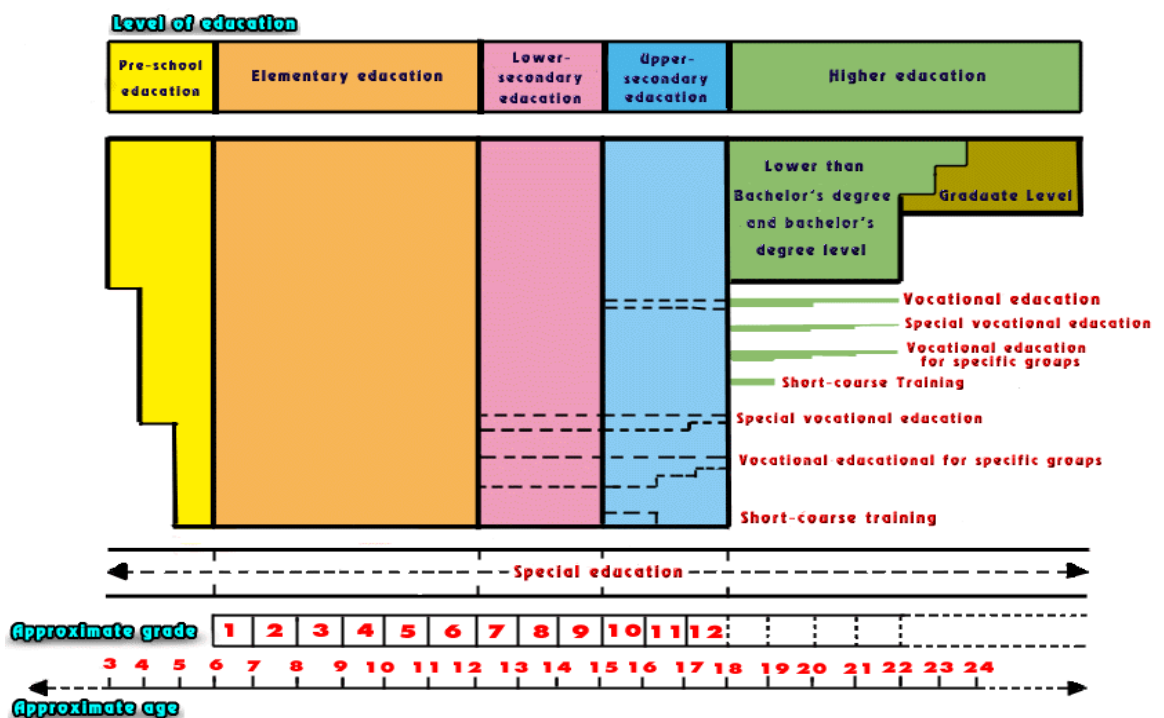 Level of education
Pre-school
education
Elementary education
Lower-
secondary
education
Upper-
secondary
education
Higher education
Lower than
Bachelor's degree
and bachelor's
degree level
Graduate Level
Vocational education
Special vocational education
Vocational education
for specific groups
Short-course Training
Special vocational education
Vocational educational for specific groups
Short-course training
Special education
Approximate grade
1 2 3 4 5 6 7 8 9 10 11 12
3 4 5 6 7 8 9 10 11 12 13 14 15 16 17 18 19 20 21 22 23 24
Approximate age